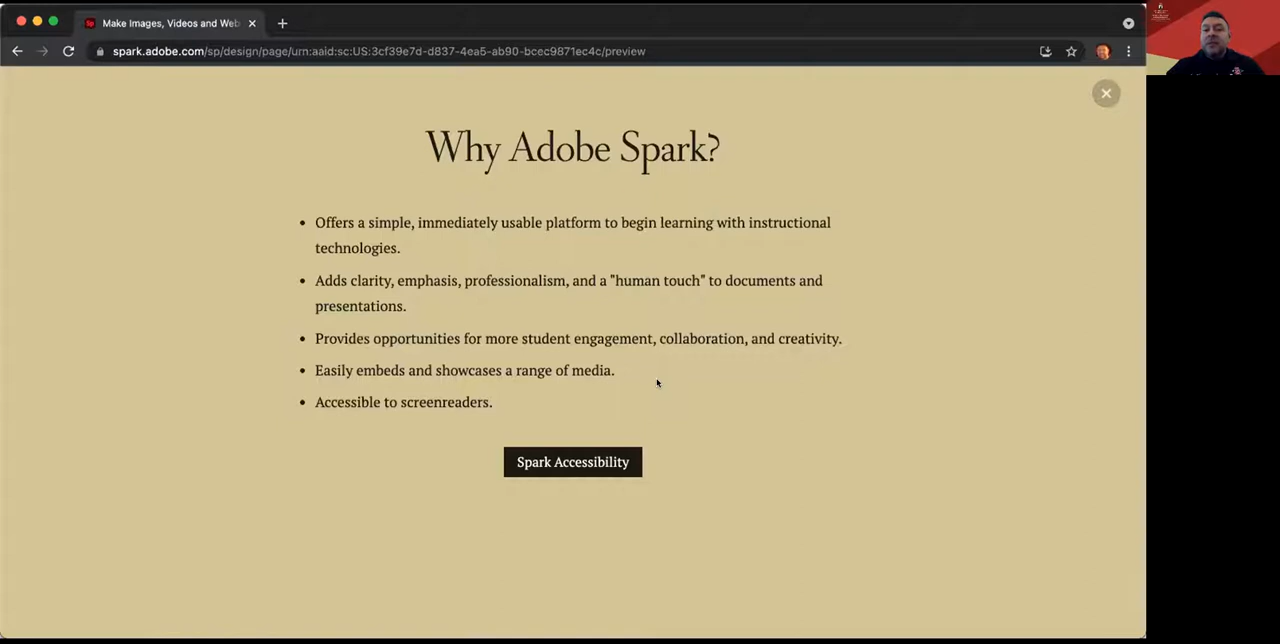 Make Images, Videos and Web
spark.adobe.com/sp/design/page/urn:aaid:sc:US:3cf39e7d-d837-4ea5-ab90-bcec9871ec4c/preview
Why Adobe Spark?
• Offers a simple, immediately usable platform to begin learning with instructional
technologies.
• Adds clarity, emphasis, professionalism, and a "human touch" to documents and
presentations.
• Provides opportunities for more student engagement, collaboration, and creativity.
• Easily embeds and showcases a range of media.
• Accessible to screenreaders.
Spark Accessibility